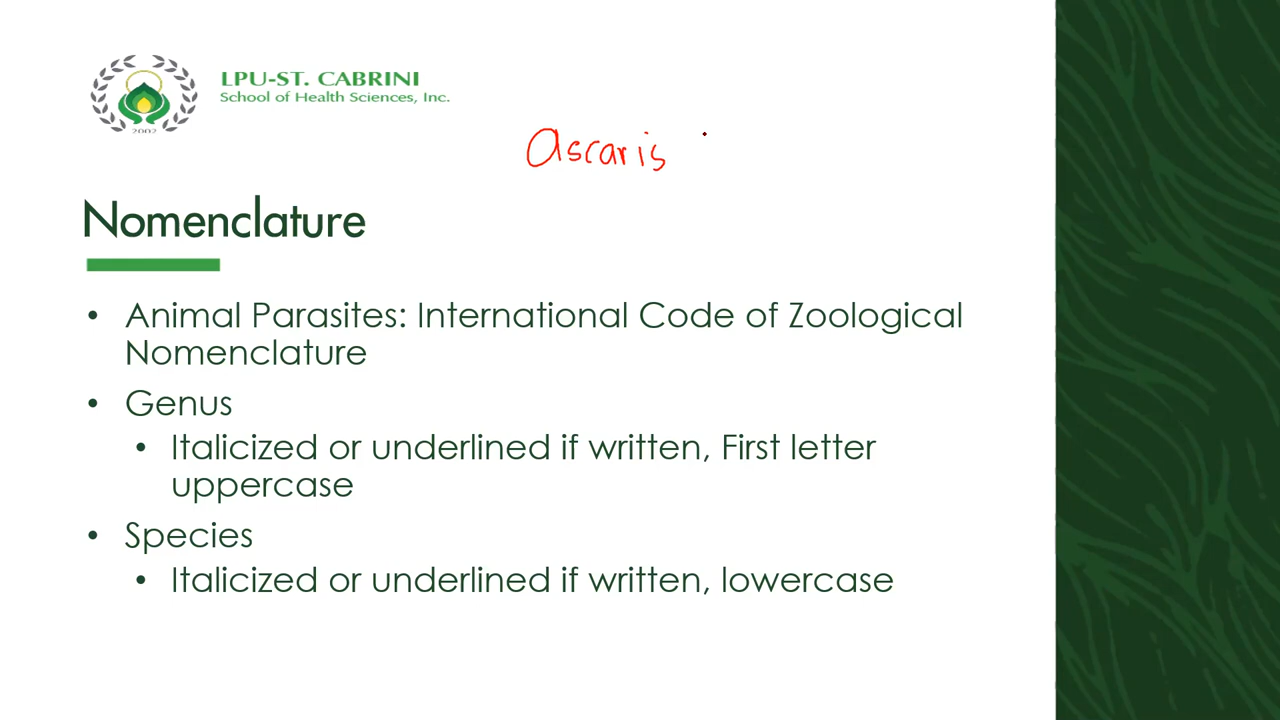 LPU-ST. CABRINI
School of Health Sciences, Inc.
2002
Ascaris
Nomenclature
• Animal Parasites: International Code of Zoological
Nomenclature
• Genus
• Italicized or underlined if written, First letter
uppercase
• Species
• Italicized or underlined if written, lowercase